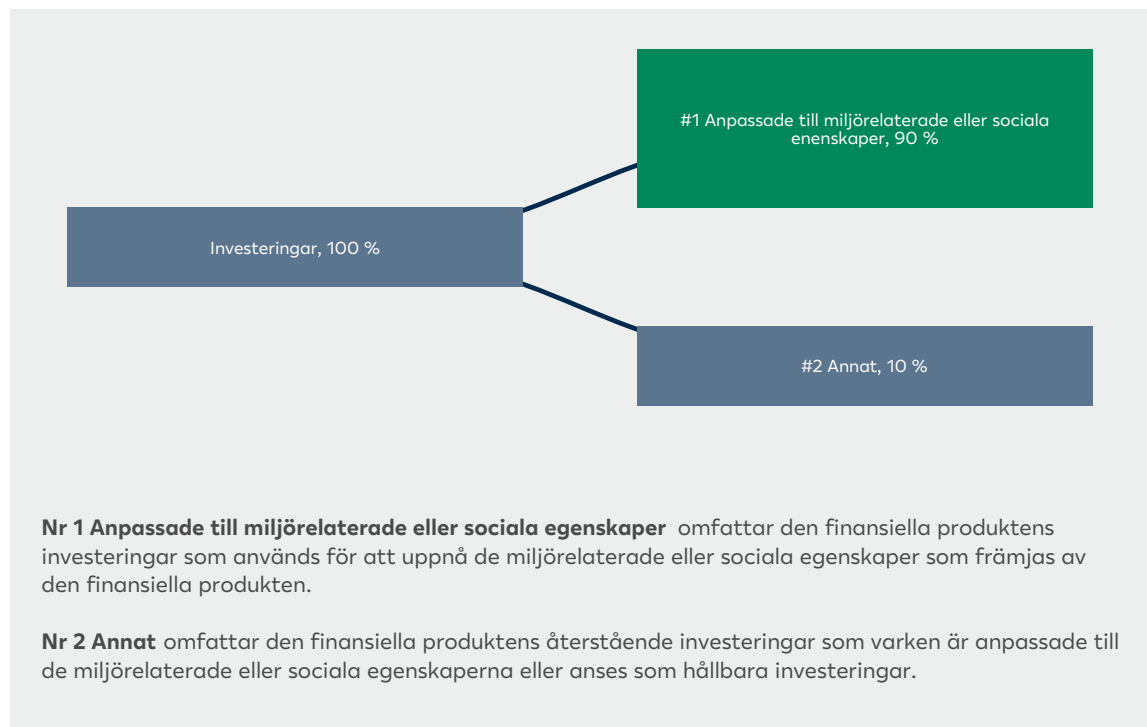 #1 Anpassade till miljörelaterade eller sociala
enenskaper, 90 %
Investeringar, 100 %
#2 Annat, 10 %
Nr 1 Anpassade till miljörelaterade eller sociala egenskaper omfattar den finansiella produktens
investeringar som används för att uppnå de miljörelaterade eller sociala egenskaper som främjas av
den finansiella produkten.
Nr 2 Annat omfattar den finansiella produktens återstående investeringar som varken är anpassade till
de miljörelaterade eller sociala egenskaperna eller anses som hållbara investeringar.